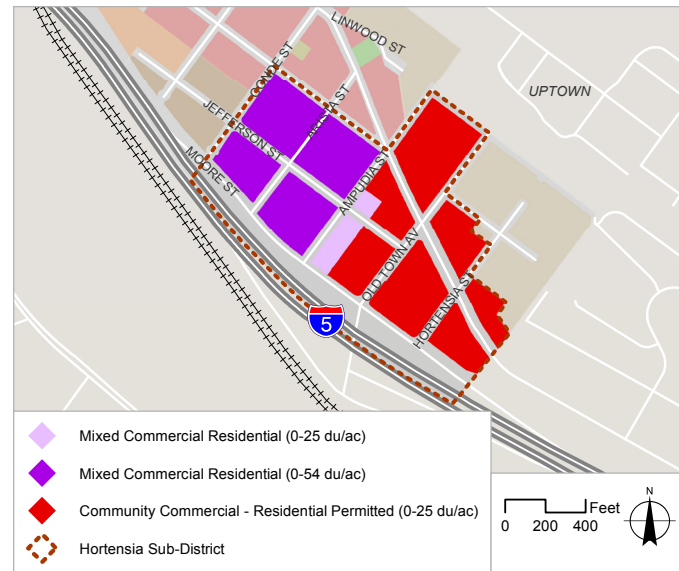 LINWOOD ST
CONDE ST
UPTOWN
ARISTA ST
JEFFERSON ST
MOORE ST
AMPUDIA ST
OLD TOWN AV
HORTENSIA ST
5
Mixed Commercial Residential (0-25 du/ac)
Mixed Commercial Residential (0-54 du/ac)
Community Commercial - Residential Permitted (0-25 du/ac)
Hortensia Sub-District
Feet
0 200 400
N